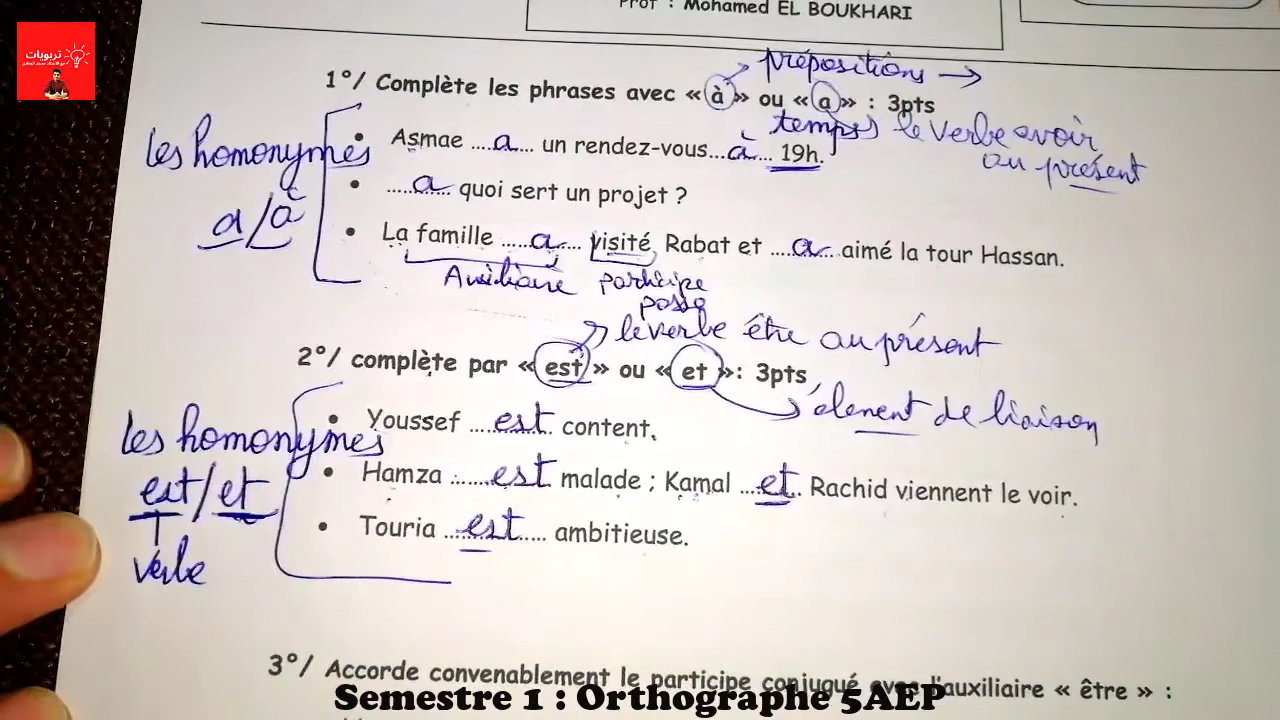 Prof : Mohamed EL BOUKHARI
تربويات
prépositions →
1°/ Complète les phrases avec « à » ou « a » : 3pts
temps le verbe avoir
au présent
les homonymes
a/à
• Asmae ....a.... un rendez-vous...à... 19h.
• .....a..... quoi sert un projet ?
• La famille .....a.... visité Rabat et ....a... aimé la tour Hassan.
Auxiliaire participe
passé
le verbe être au présent
2°/ complète par « est » ou « et »: 3pts
élement de liaison
les homonymes
est/et
verbe
• Youssef ....est.... content.
• Hamza .......est.. malade ; Kamal ...et.. Rachid viennent le voir.
• Touria ....est..... ambitieuse.
3°/ Accorde convenablement le participe conjugué avec l'auxiliaire « être » :
Semestre 1 : Orthographe 5AEP